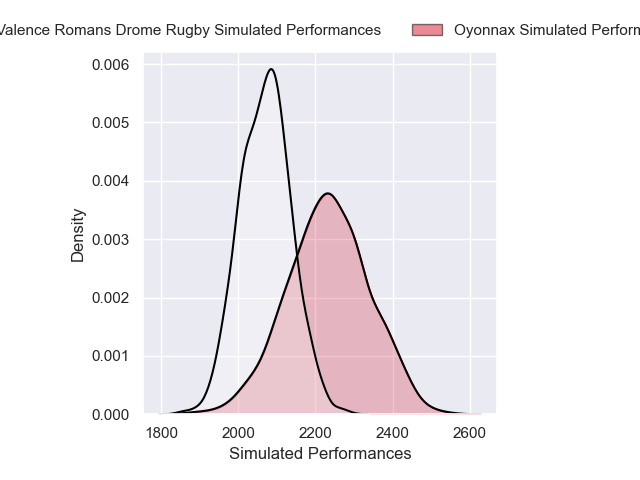 Valence Romans Drome Rugby Simulated Performances
Oyonnax Simulated Perform
0.006
0.005
0.004
0.003
0.002
0.001
0.000
Density
1800 2000 2200 2400 2600
Simulated Performances